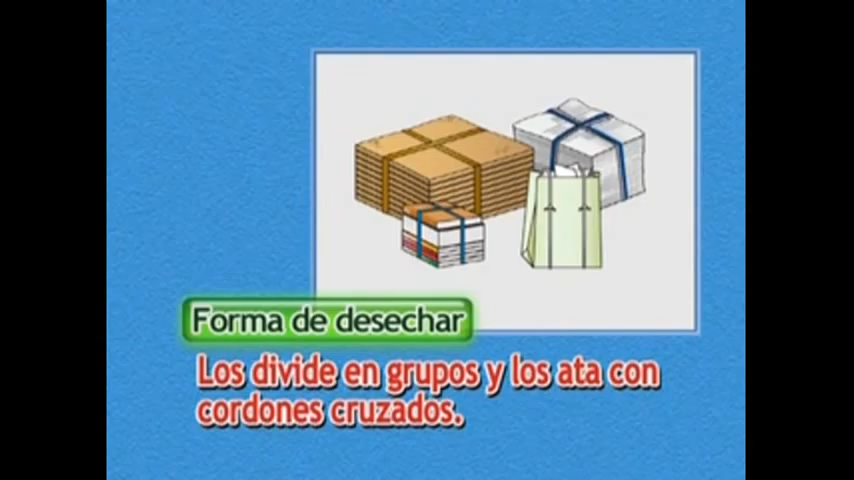 Forma de desechar
Los divide en grupos y los ata con
cordones cruzados.